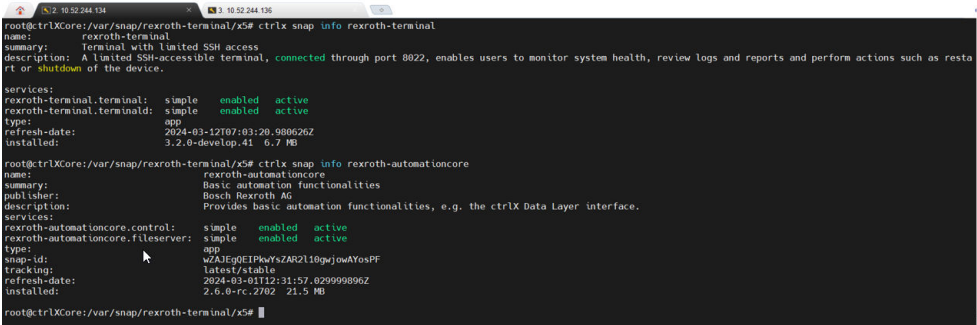 2. 10.52.244.134
3. 10.52.244.136
root@ctrlXCore:/var/snap/rexroth-terminal/x5# ctrlx snap info rexroth-terminal
name: rexroth-terminal
summary: Terminal with limited SSH access
description: A limited SSH-accessible terminal, connected through port 8022, enables users to monitor system health, review logs and reports and perform actions such as resta
rt or shutdown of the device.
services:
rexroth-terminal.terminal: simple enabled active
rexroth-terminal.terminald: simple enabled active
type: app
refresh-date: 2024-03-12T07:03:20.980626Z
installed: 3.2.0-develop.41 6.7 MB
root@ctrlXCore:/var/snap/rexroth-terminal/x5# ctrlx snap info rexroth-automationcore
name: rexroth-automationcore
summary: Basic automation functionalities
publisher: Bosch Rexroth AG
description: Provides basic automation functionalities, e.g. the ctrlX Data Layer interface.
services:
rexroth-automationcore.control: simple enabled active
rexroth-automationcore.fileserver: simple enabled active
type: app
snap-id: wZAJEgQEIPkwYsZAR2l10gwjowAYosPF
tracking: latest/stable
refresh-date: 2024-03-01T12:31:57.029999896Z
installed: 2.6.0-rc.2702 21.5 MB
root@ctrlXCore:/var/snap/rexroth-terminal/x5#